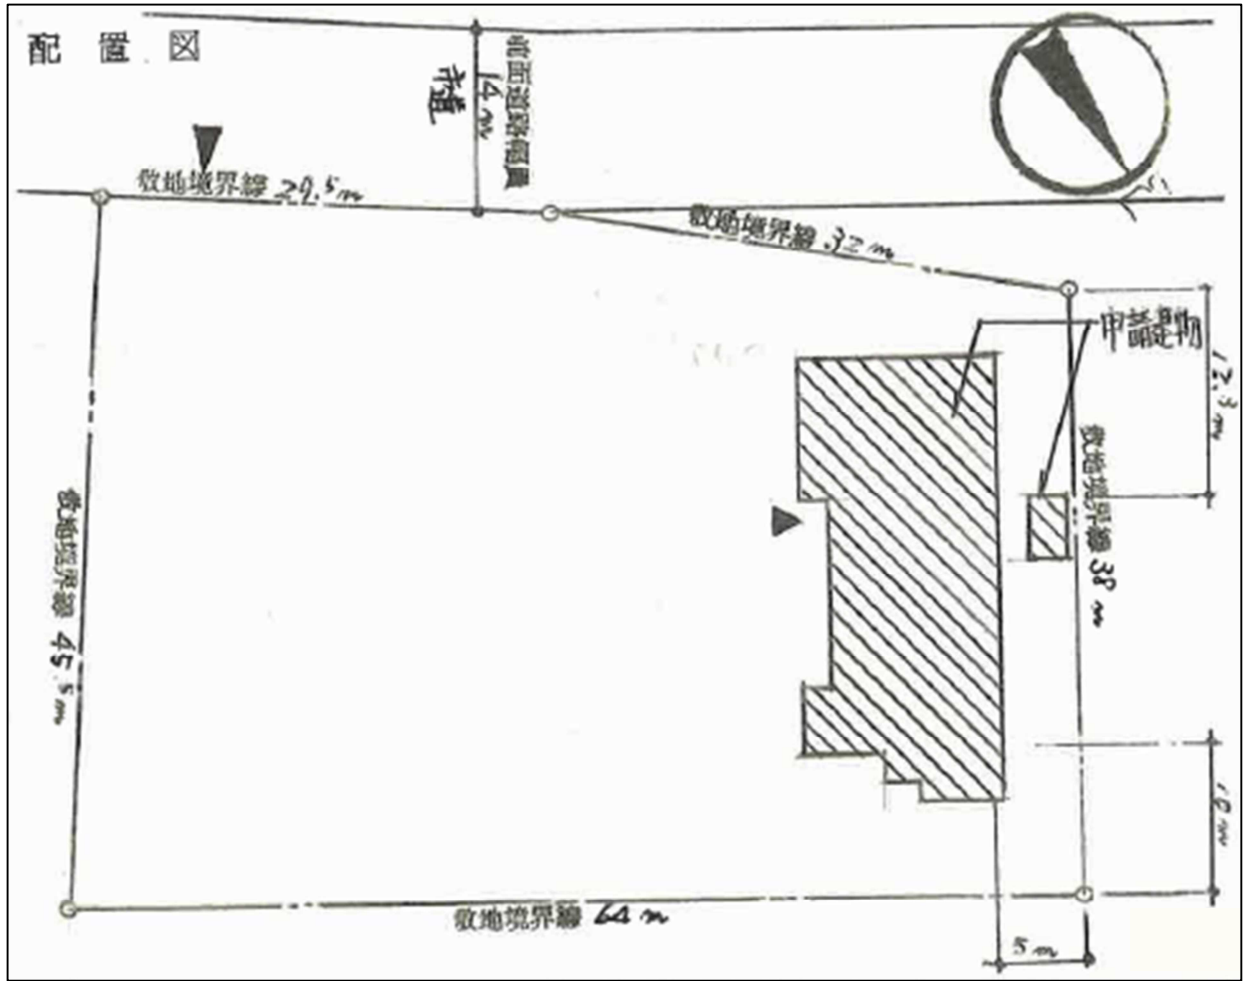 配置図
前面道路幅員
14m
市道
敷地境界線 29.5m
敷地境界線 32m
申請建物
12.3m
敷地境界線 38m
敷地境界線 45.5m
10m
敷地境界線 64m
5m